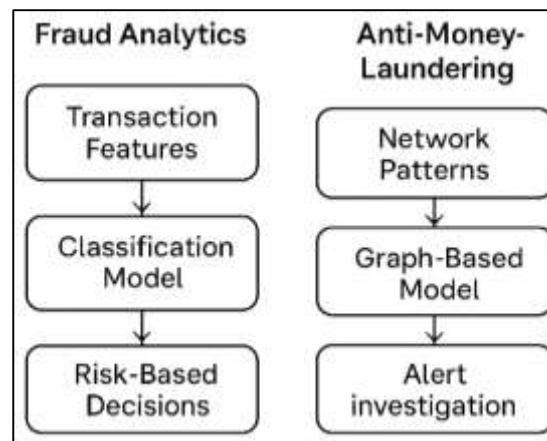 Fraud Analytics
Transaction
Features
Classification
Model
Risk-Based
Decisions
Anti-Money-
Laundering
Network
Patterns
Graph-Based
Model
Alert
investigation